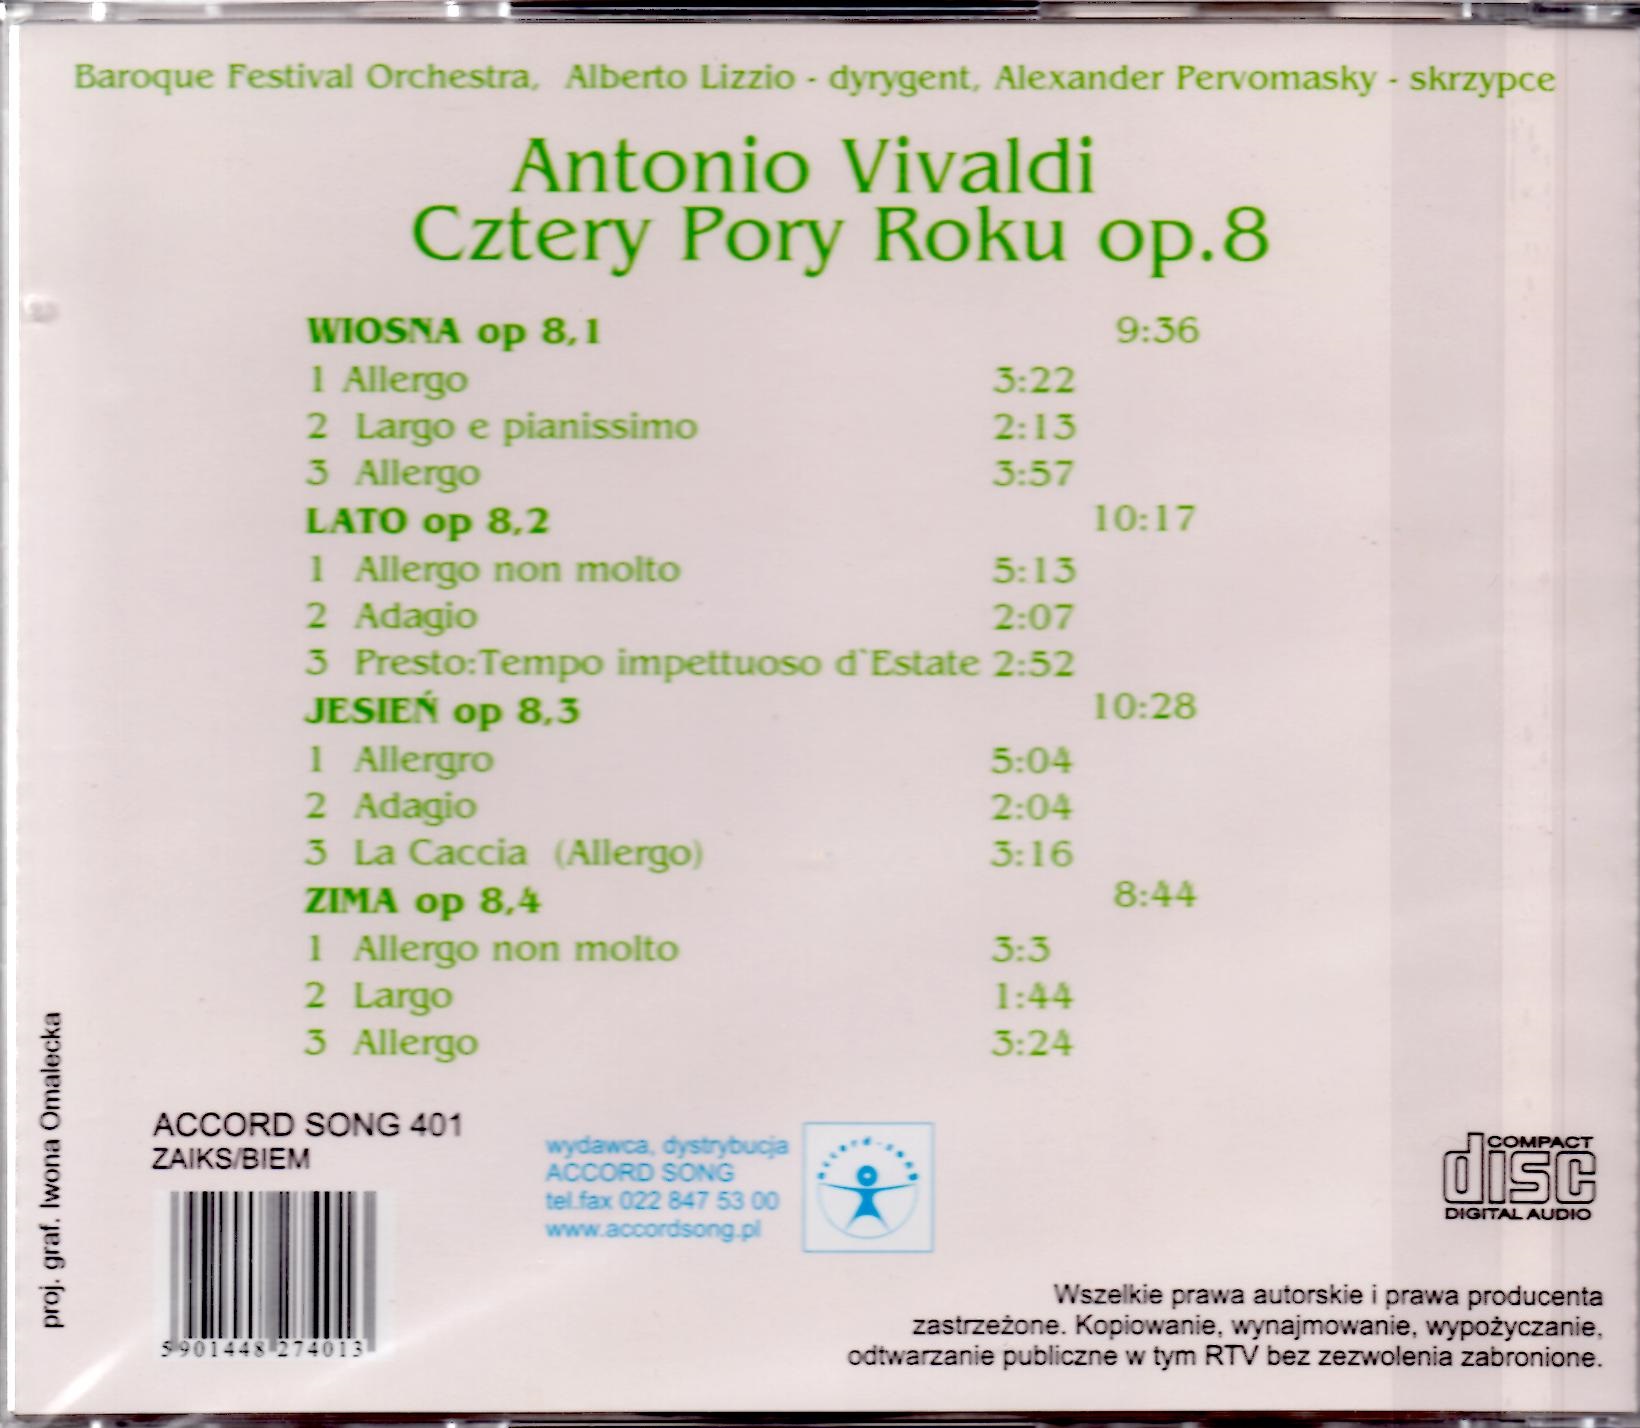 Baroque Festival Orchestra, Alberto Lizzio - dyrygent, Alexander Pervomasky - skrzypce
Antonio Vivaldi
Cztery Pory Roku op.8
WIOSNA op 8,1 9:36
1 Allergo 3:22
2 Largo e pianissimo 2:13
3 Allergo 3:57
LATO op 8,2 10:17
1 Allergo non molto 5:13
2 Adagio 2:07
3 Presto:Tempo impettuoso d`Estate 2:52
JESIEŃ op 8,3 10:28
1 Allergro 5:04
2 Adagio 2:04
3 La Caccia (Allergo) 3:16
ZIMA op 8,4 8:44
1 Allergo non molto 3:3
2 Largo 1:44
3 Allergo 3:24
proj. graf. Iwona Omalecka
ACCORD SONG 401
ZAIKS/BIEM
5901448274013
wydawca, dystrybucja
ACCORD SONG
tel.fax 022 847 53 00
www.accordsong.pl
accord-song
COMPACT
disc
DIGITAL AUDIO
Wszelkie prawa autorskie i prawa producenta
zastrzeżone. Kopiowanie, wynajmowanie, wypożyczanie,
odtwarzanie publiczne w tym RTV bez zezwolenia zabronione.